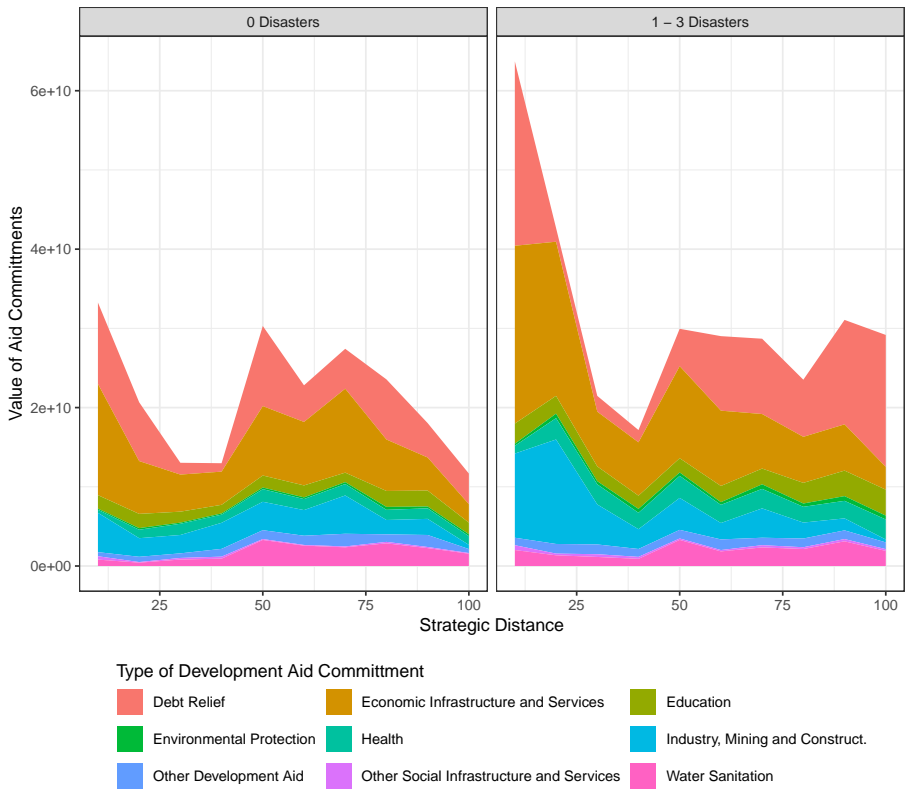 0 Disasters
1 – 3 Disasters
Value of Aid Committments
6e+10
4e+10
2e+10
0e+00
25
50
75
100
25
50
75
100
Strategic Distance
Type of Development Aid Committment
Debt Relief
Economic Infrastructure and Services
Education
Environmental Protection
Health
Industry, Mining and Construct.
Other Development Aid
Other Social Infrastructure and Services
Water Sanitation